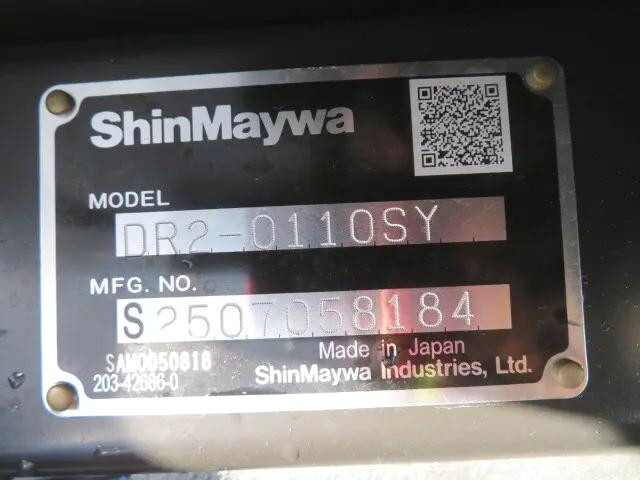 ShinMaywa
MODEL
DR2-0110SY
MFG. NO.
S2507058184
SAM0050818
Made in Japan
203-42686-0
ShinMaywa Industries, Ltd.